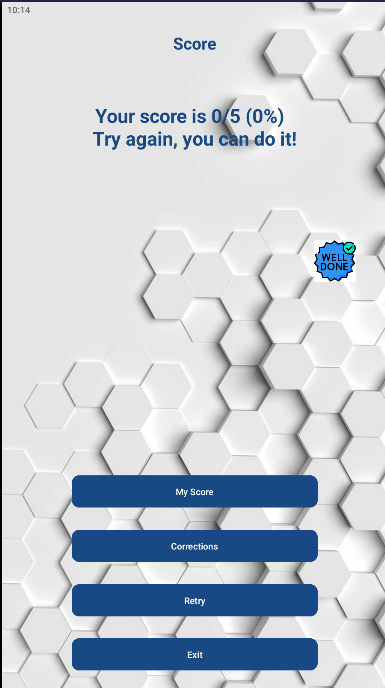 10:14
Score
Your score is 0/5 (0%)
Try again, you can do it!
WELL
DONE
My Score
Corrections
Retry
Exit